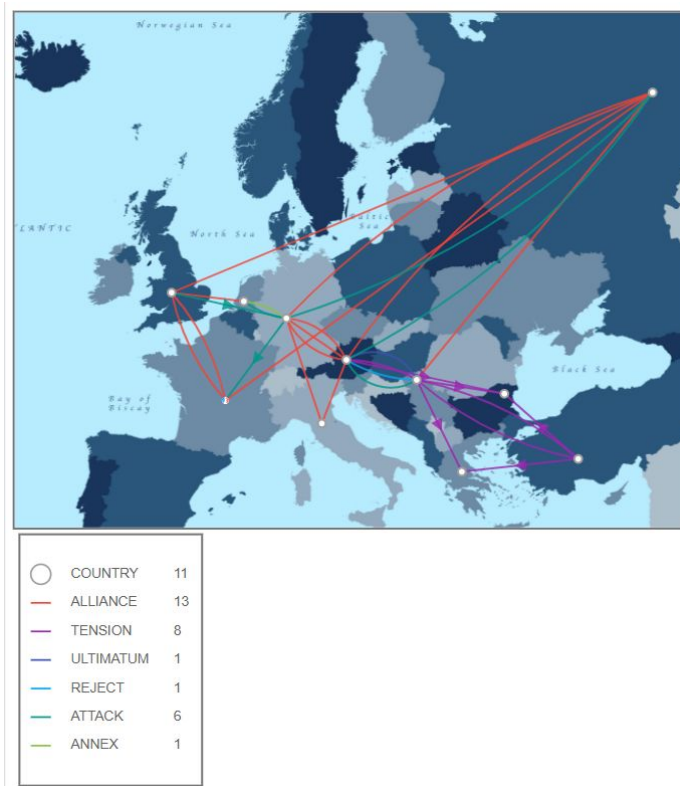 Norwegian Sea
ATLANTIC
North Sea
Baltic
Sea
Bay of
Biscay
Black Sea
COUNTRY 11
ALLIANCE 13
TENSION 8
ULTIMATUM 1
REJECT 1
ATTACK 6
ANNEX 1